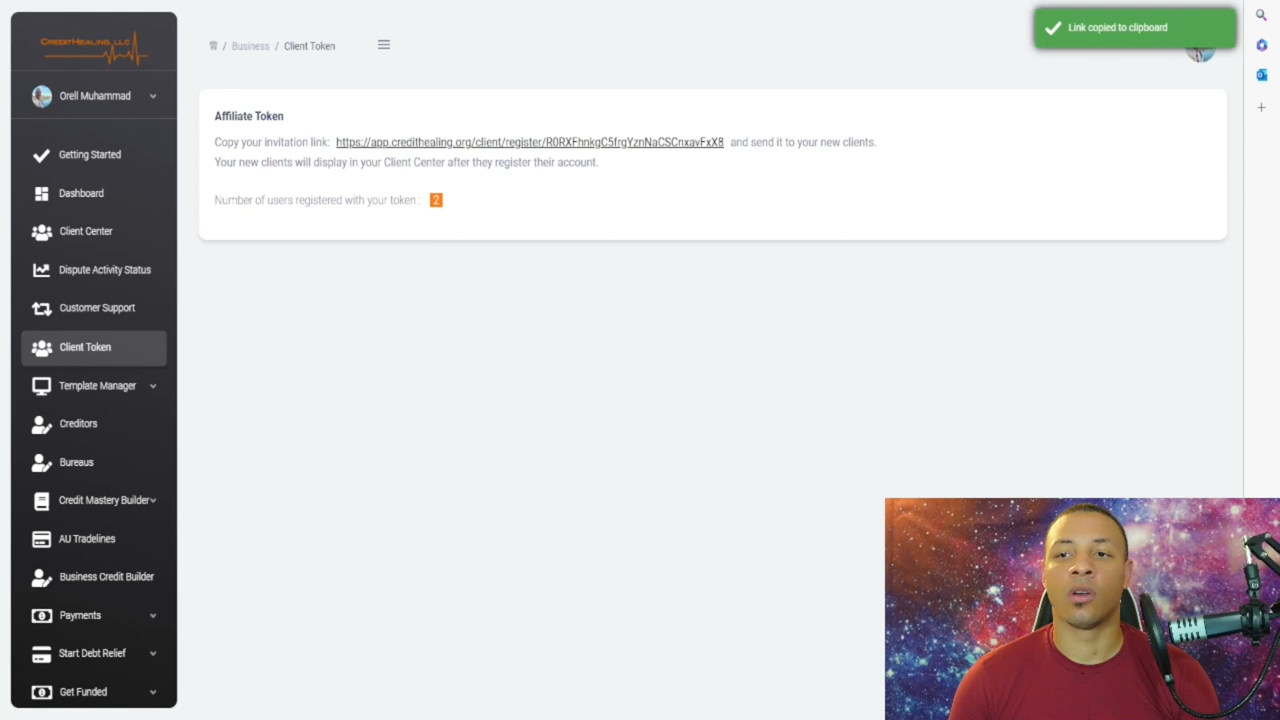 CREDITHEALING, LLC
Orell Muhammad
Getting Started
Dashboard
Client Center
Dispute Activity Status
Customer Support
Client Token
Template Manager
Creditors
Bureaus
Credit Mastery Builder
AU Tradelines
Business Credit Builder
Payments
Start Debt Relief
Get Funded
/ Business / Client Token
Link copied to clipboard
Affiliate Token
Copy your invitation link: https://app.credithealing.org/client/register/R0RXFhnkgC5frgYznNaCSCnxavFxX8 and send it to your new clients.
Your new clients will display in your Client Center after they register their account.
Number of users registered with your token : 2